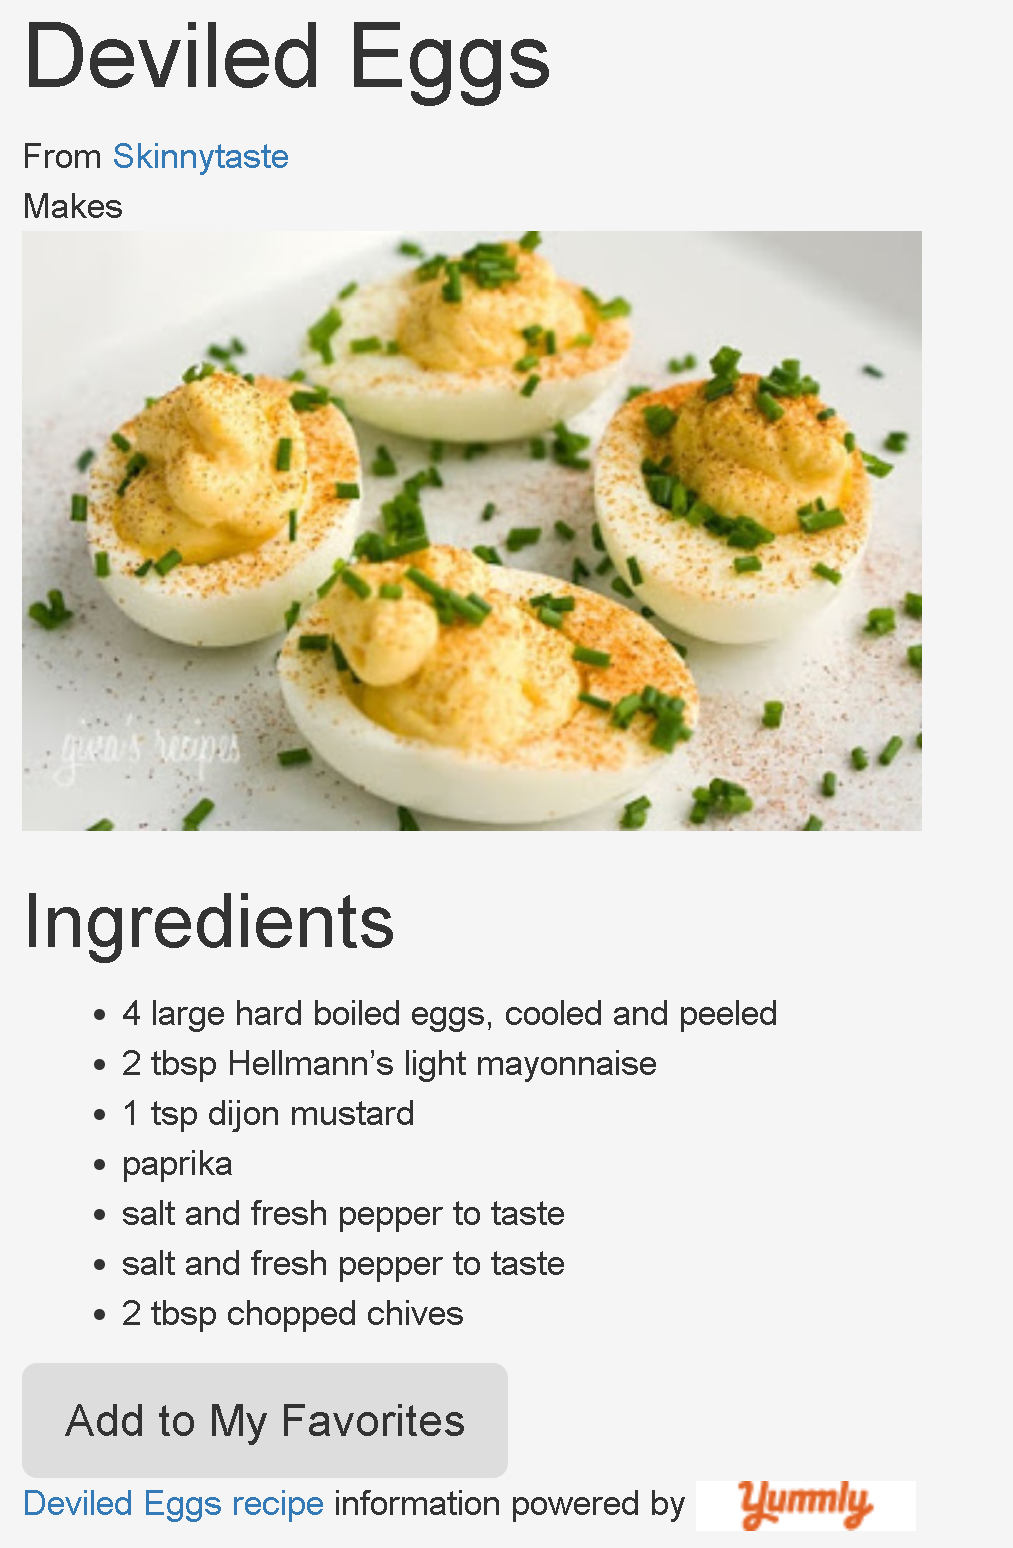 Deviled Eggs
From Skinnytaste
Makes
gina's recipes
Ingredients
4 large hard boiled eggs, cooled and peeled
2 tbsp Hellmann’s light mayonnaise
1 tsp dijon mustard
paprika
salt and fresh pepper to taste
salt and fresh pepper to taste
2 tbsp chopped chives
Add to My Favorites
Deviled Eggs recipe information powered by Yummly